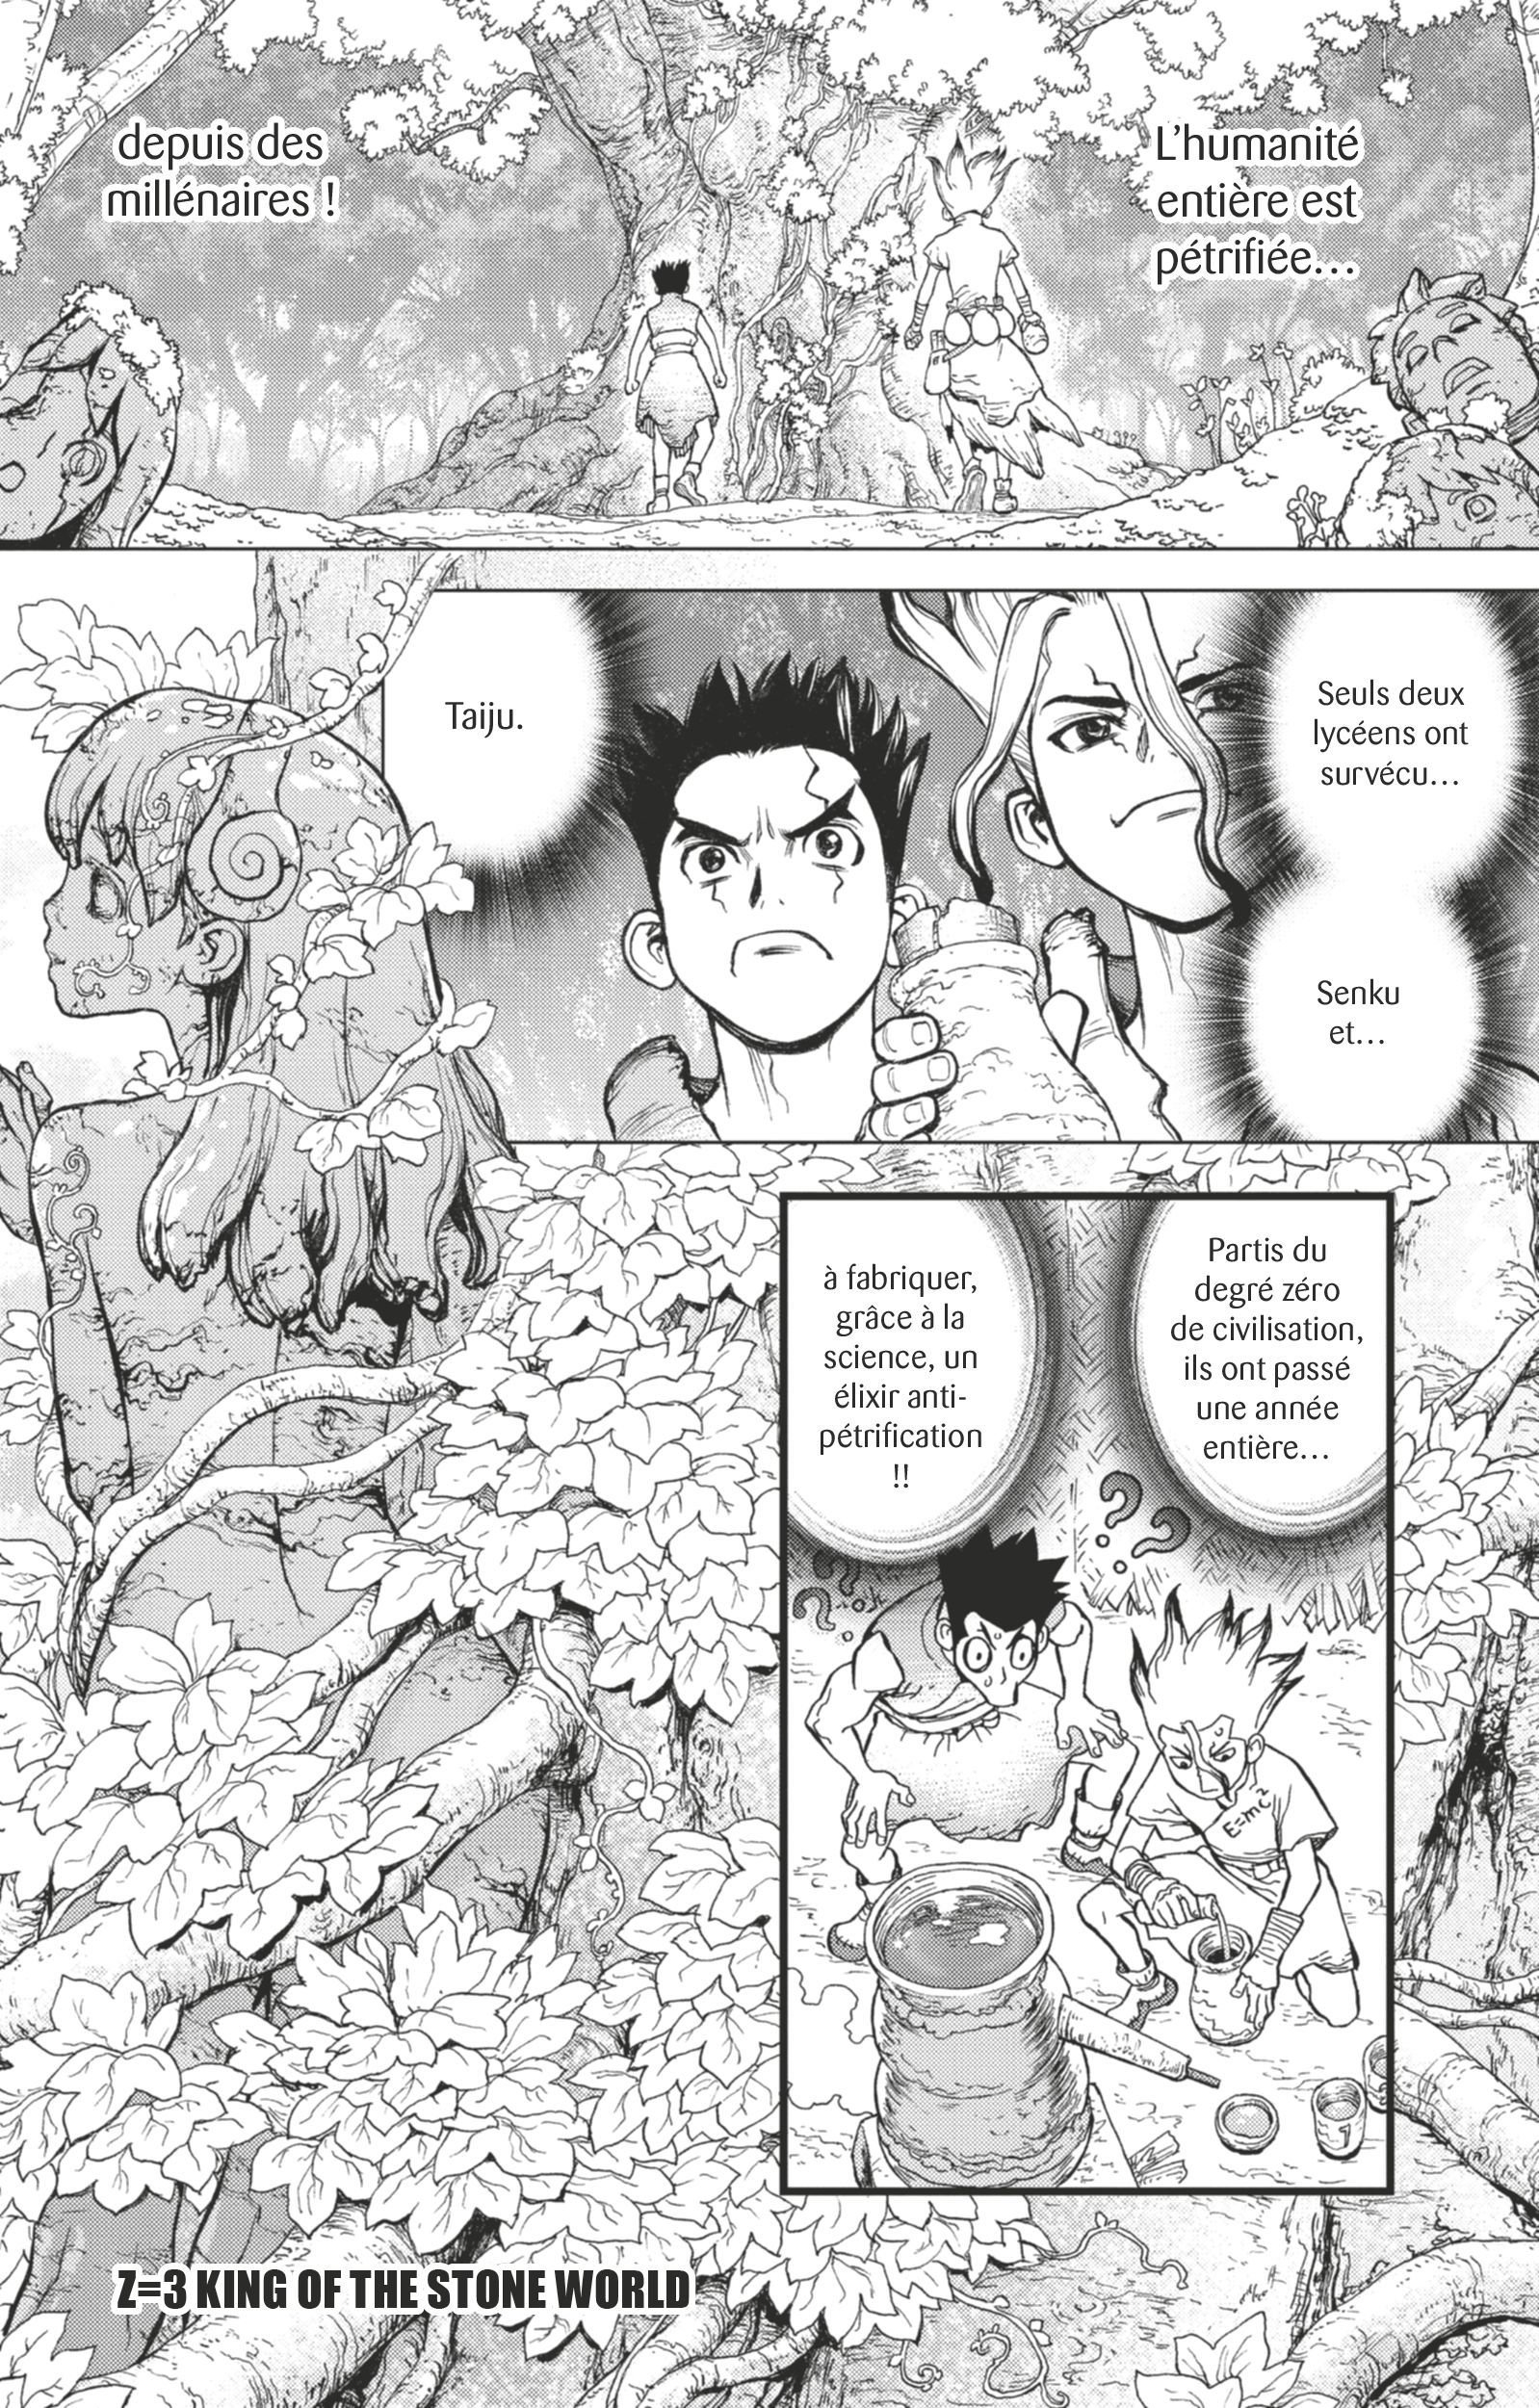 L'humanité
entière est
pétrifiée...
depuis des
millénaires !
Seuls deux
lycéens ont
survécu...
Senku
et...
Taiju.
Partis du
degré zéro
de civilisation,
ils ont passé
une année
entière...
à fabriquer,
grâce à la
science, un
élixir anti-
pétrification
!!
? ?
? ?
E=mc²
Z=3 KING OF THE STONE WORLD